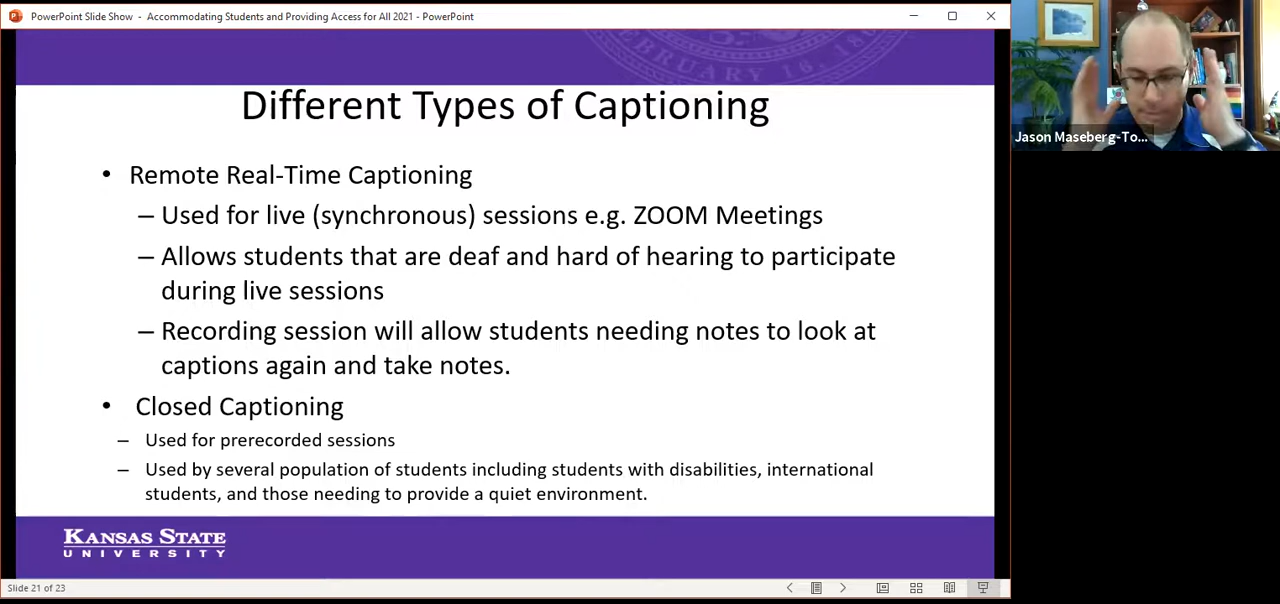 PowerPoint Slide Show - Accommodating Students and Providing Access for All 2021 - PowerPoint
FEBRUARY 16, 186
Different Types of Captioning
• Remote Real-Time Captioning
– Used for live (synchronous) sessions e.g. ZOOM Meetings
– Allows students that are deaf and hard of hearing to participate
during live sessions
– Recording session will allow students needing notes to look at
captions again and take notes.
• Closed Captioning
– Used for prerecorded sessions
– Used by several population of students including students with disabilities, international
students, and those needing to provide a quiet environment.
KANSAS STATE
UNIVERSITY
Slide 21 of 23
Jason Maseberg-To...